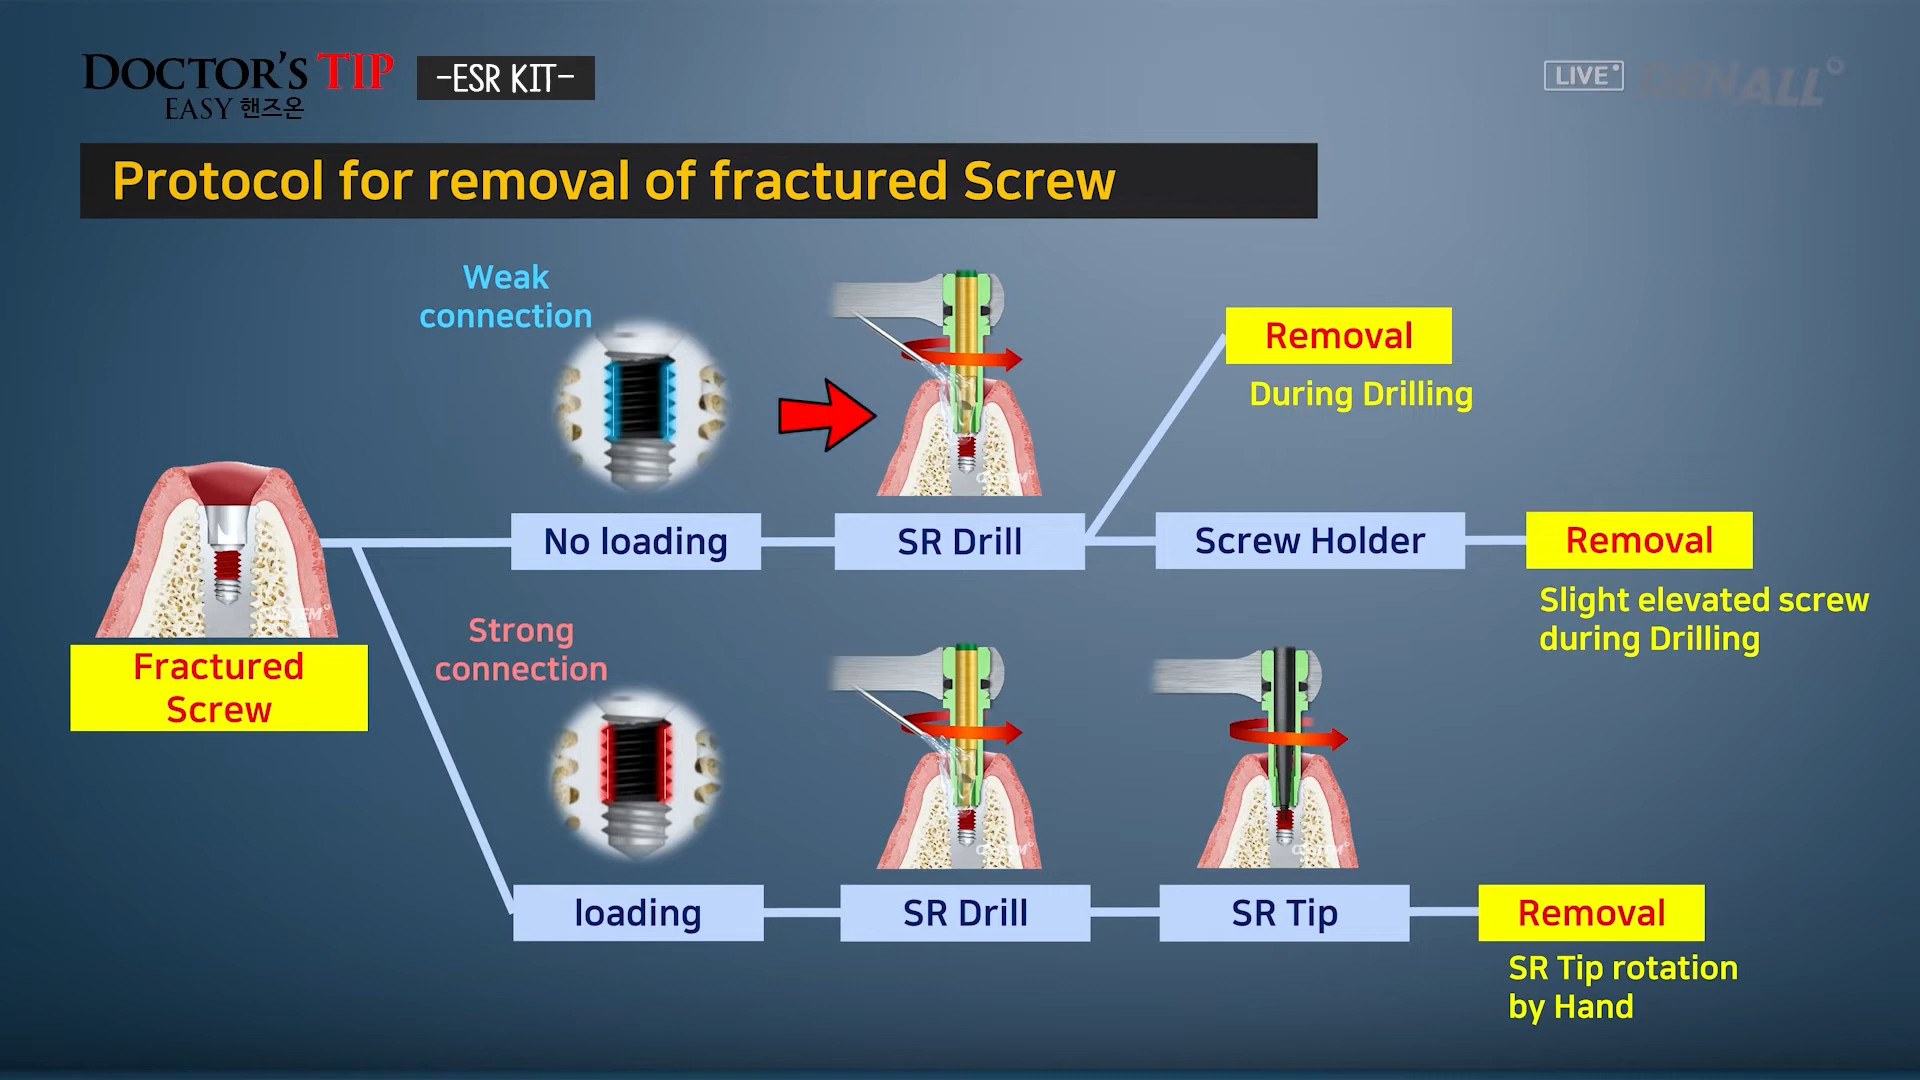 DOCTOR'S TIP
EASY 핸즈온
-ESR KIT-
LIVE
DENALL
Protocol for removal of fractured Screw
Weak
connection
Removal
During Drilling
No loading
SR Drill
Screw Holder
Removal
Slight elevated screw
during Drilling
Fractured
Screw
Strong
connection
loading
SR Drill
SR Tip
Removal
SR Tip rotation
by Hand